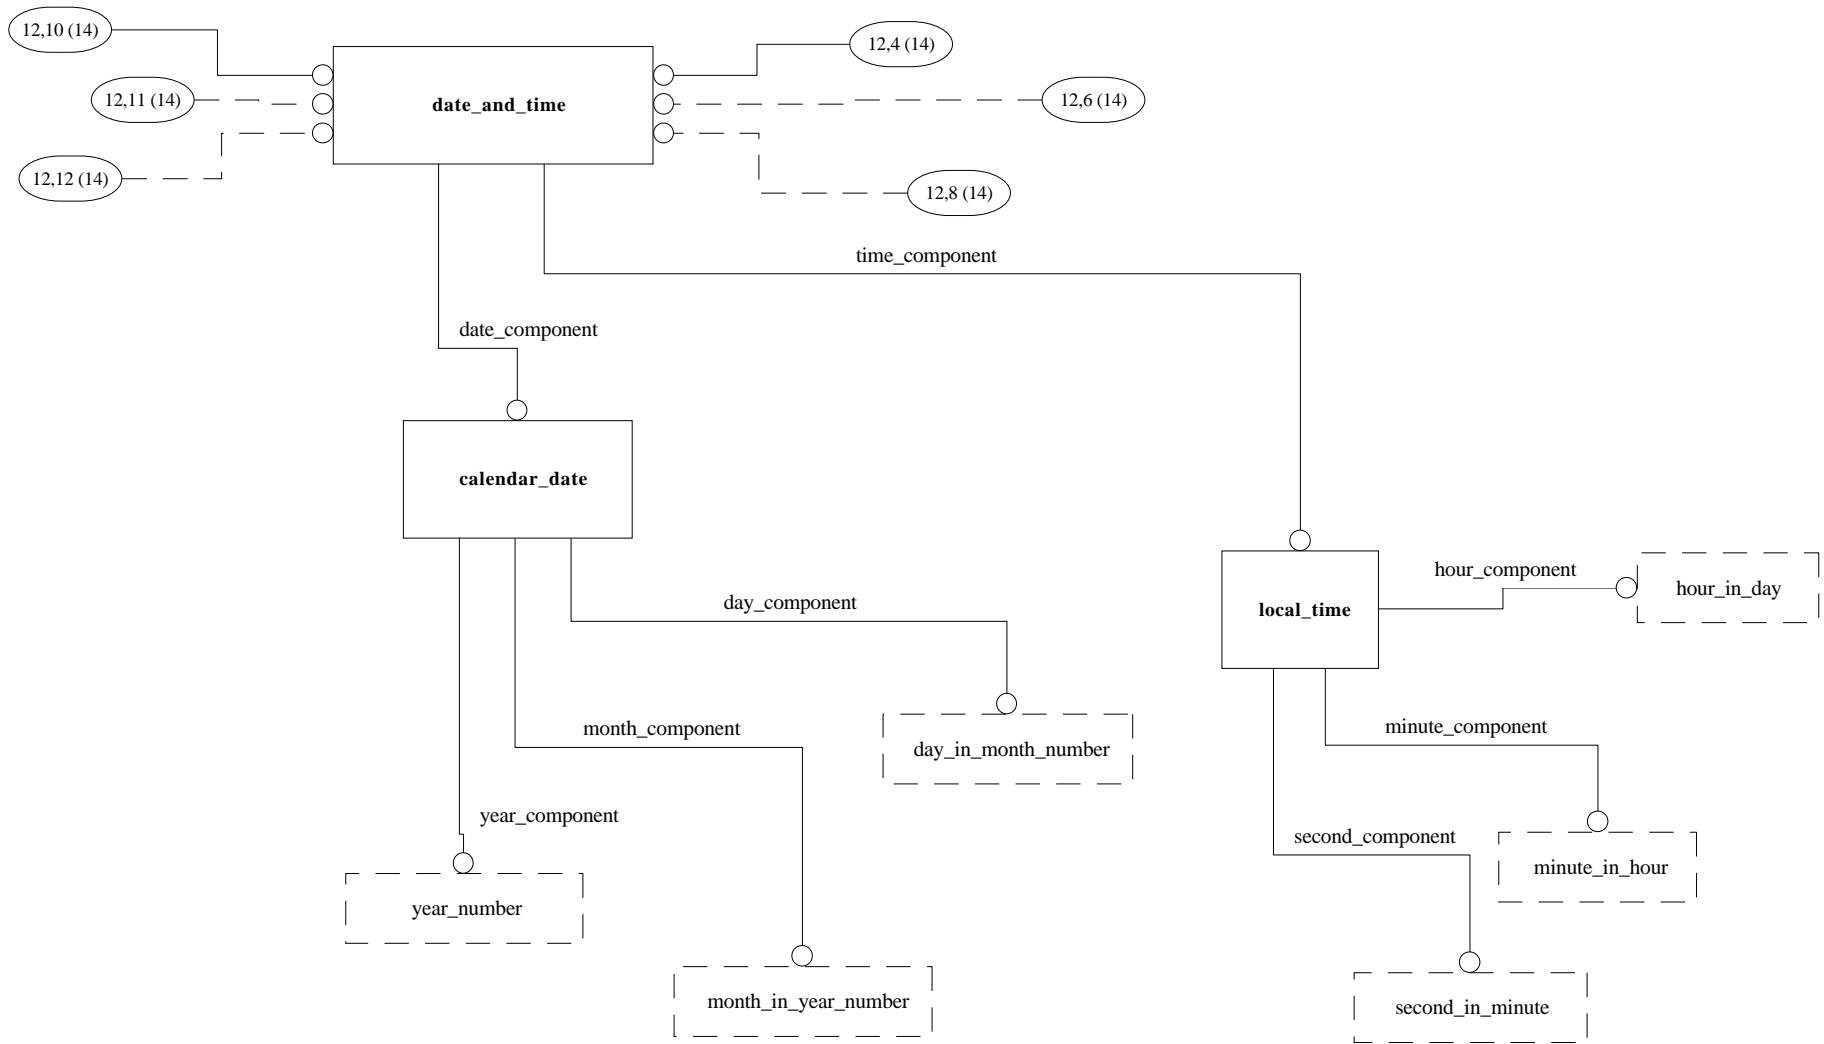 12,10 (14)
12,4 (14)
12,11 (14)
date_and_time
12,6 (14)
12,12 (14)
12,8 (14)
time_component
date_component
calendar_date
hour_component
hour_in_day
day_component
local_time
month_component
day_in_month_number
minute_component
year_component
second_component
minute_in_hour
year_number
month_in_year_number
second_in_minute